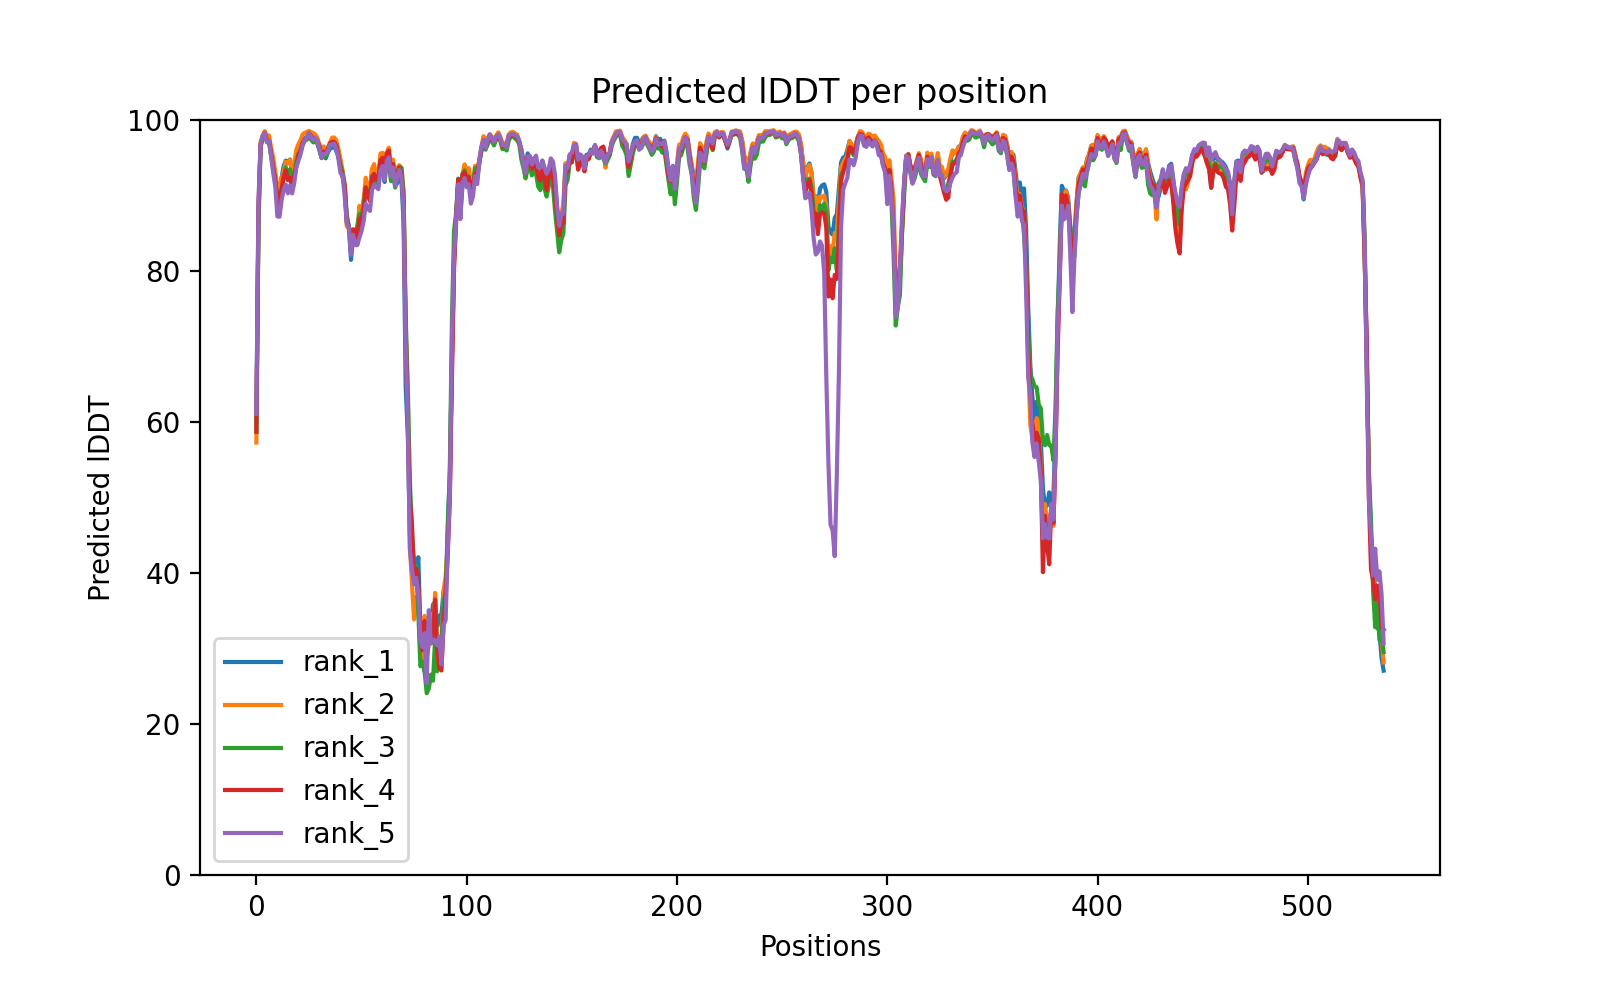 Predicted lDDT per position
100
80
60
40
20
0
Predicted lDDT
rank_1
rank_2
rank_3
rank_4
rank_5
0 100 200 300 400 500
Positions